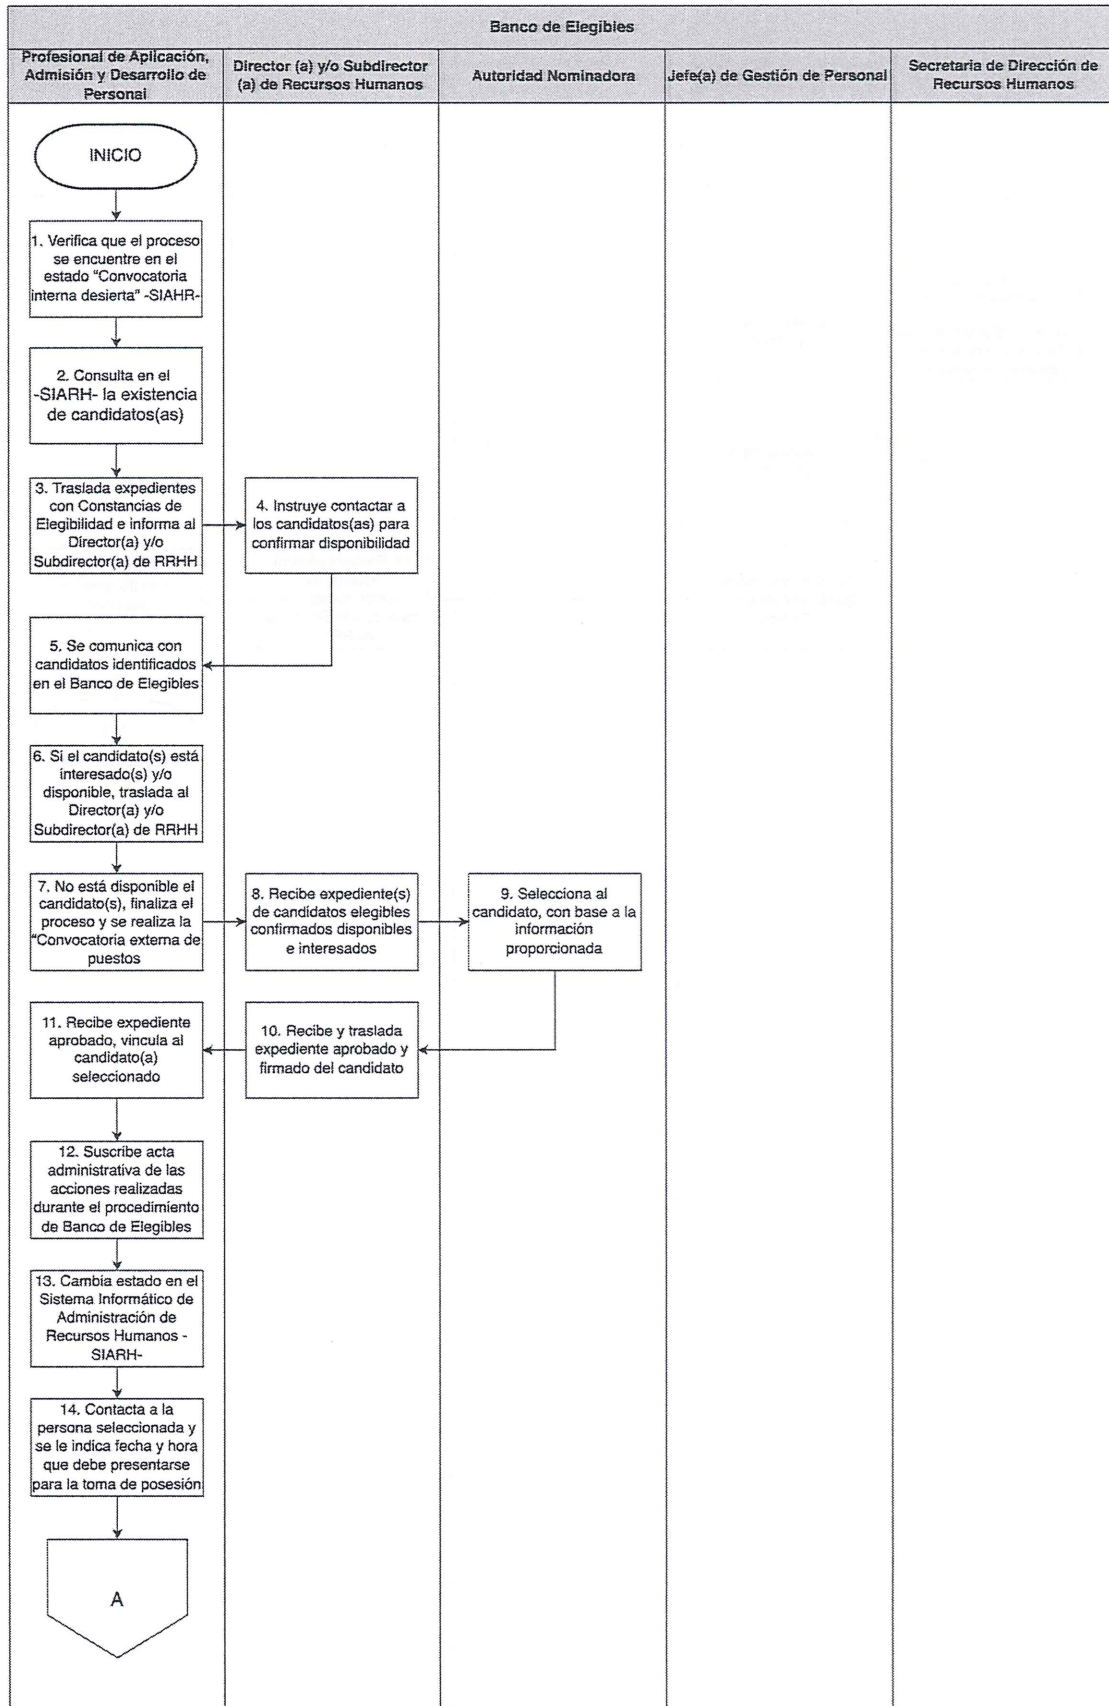 Banco de Elegibles
Profesional de Aplicación,
Admisión y Desarrollo de
Personal
Director (a) y/o Subdirector
(a) de Recursos Humanos
Autoridad Nominadora
Jefe(a) de Gestión de Personal
Secretaria de Dirección de
Recursos Humanos
INICIO
1. Verifica que el proceso
se encuentre en el
estado “Convocatoria
interna desierta” -SIAHR-
2. Consulta en el
-SIARH- la existencia
de candidatos(as)
3. Traslada expedientes
con Constancias de
Elegibilidad e informa al
Director(a) y/o
Subdirector(a) de RRHH
4. Instruye contactar a
los candidatos(as) para
confirmar disponibilidad
5. Se comunica con
candidatos identificados
en el Banco de Elegibles
6. Si el candidato(s) está
interesado(s) y/o
disponible, traslada al
Director(a) y/o
Subdirector(a) de RRHH
7. No está disponible el
candidato(s), finaliza el
proceso y se realiza la
“Convocatoria externa de
puestos
8. Recibe expediente(s)
de candidatos elegibles
confirmados disponibles
e interesados
9. Selecciona al
candidato, con base a la
información
proporcionada
11. Recibe expediente
aprobado, vincula al
candidato(a)
seleccionado
10. Recibe y traslada
expediente aprobado y
firmado del candidato
12. Suscribe acta
administrativa de las
acciones realizadas
durante el procedimiento
de Banco de Elegibles
13. Cambia estado en el
Sistema Informático de
Administración de
Recursos Humanos -
SIARH-
14. Contacta a la
persona seleccionada y
se le indica fecha y hora
que debe presentarse
para la toma de posesión
A